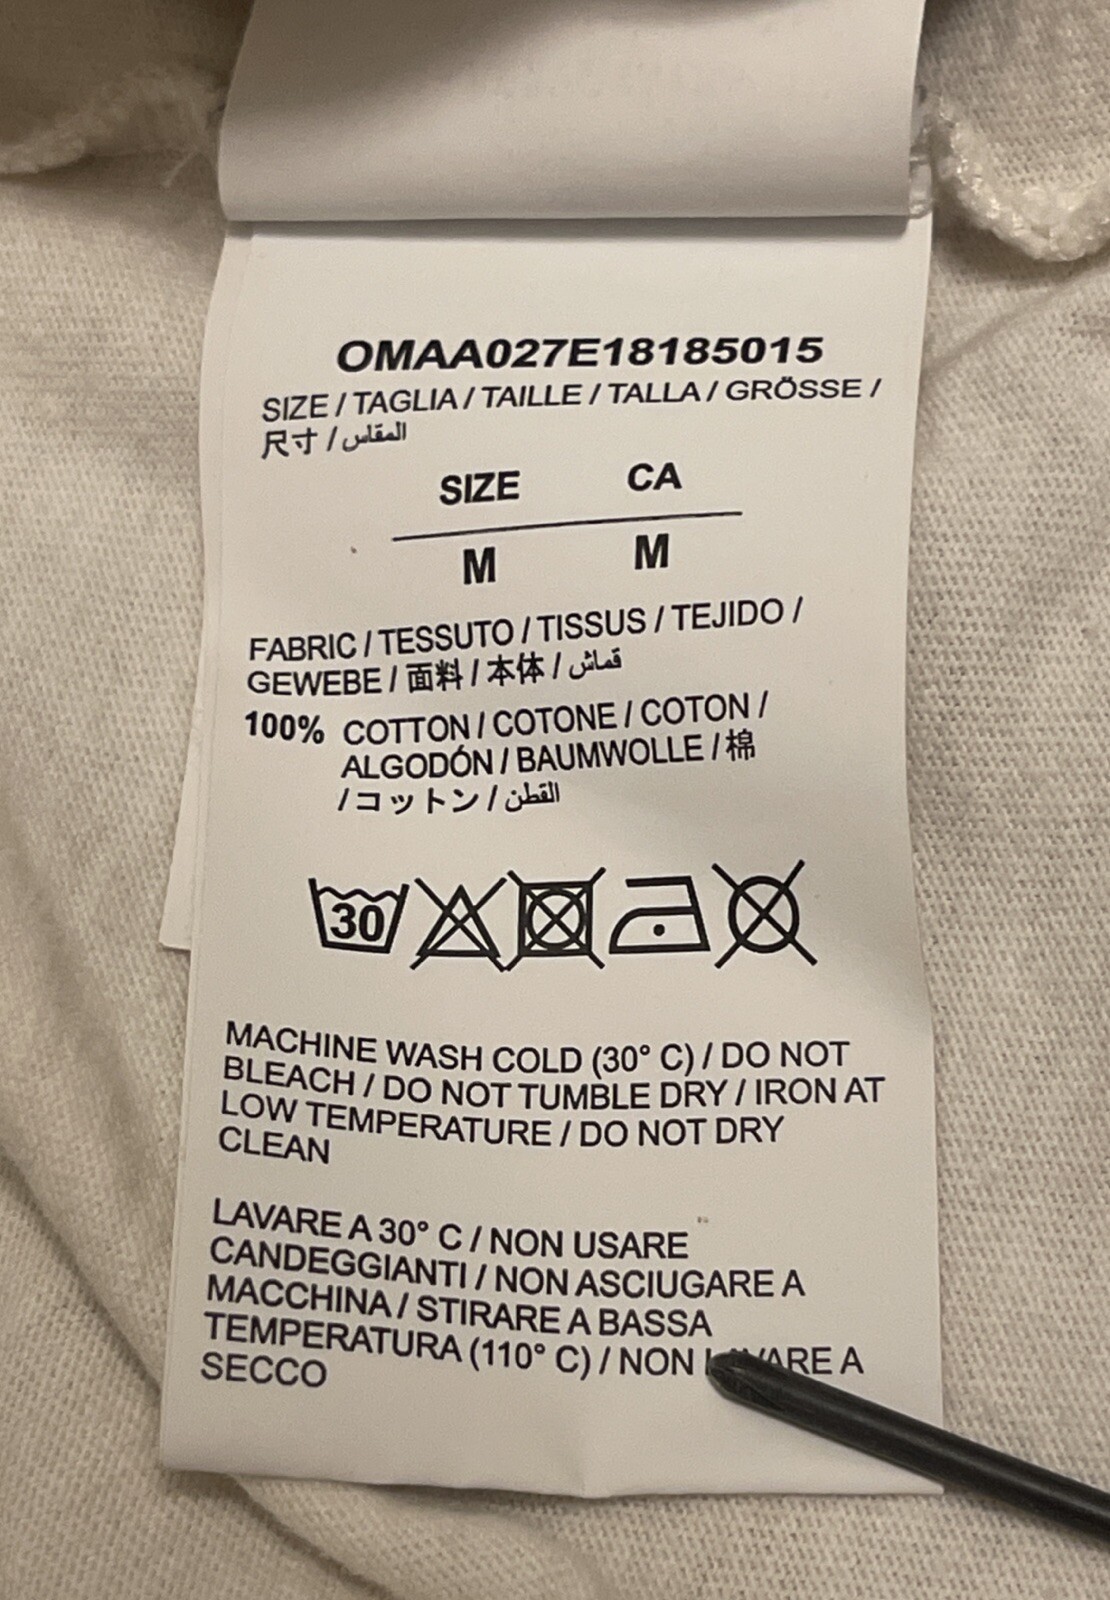 OMAA027E18185015
SIZE / TAGLIA / TAILLE / TALLA / GRÖSSE /
尺寸 / المقاس
SIZE CA
M M
FABRIC / TESSUTO / TISSUS / TEJIDO /
GEWEBE / 面料 / 本体 / قماش
100% COTTON / COTONE / COTON /
ALGODÓN / BAUMWOLLE / 棉
/ コットン / القطن
30
MACHINE WASH COLD (30° C) / DO NOT
BLEACH / DO NOT TUMBLE DRY / IRON AT
LOW TEMPERATURE / DO NOT DRY
CLEAN
LAVARE A 30° C / NON USARE
CANDEGGIANTI / NON ASCIUGARE A
MACCHINA / STIRARE A BASSA
TEMPERATURA (110° C) / NON LAVARE A
SECCO